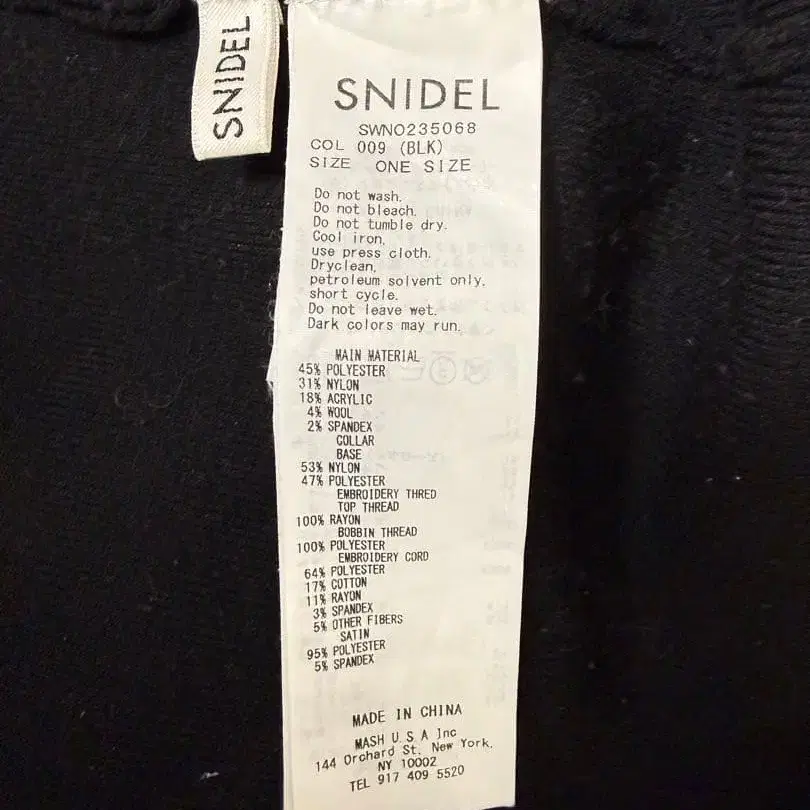 SNIDEL
SNIDEL
SWNO235068
COL 009 (BLK)
SIZE ONE SIZE
Do not wash.
Do not bleach.
Do not tumble dry.
Cool iron,
use press cloth.
Dryclean,
petroleum solvent only.
short cycle.
Do not leave wet.
Dark colors may run.
MAIN MATERIAL
45% POLYESTER
31% NYLON
18% ACRYLIC
4% WOOL
2% SPANDEX
COLLAR
BASE
53% NYLON
47% POLYESTER
EMBROIDERY THRED
TOP THREAD
100% RAYON
BOBBIN THREAD
100% POLYESTER
EMBROIDERY CORD
64% POLYESTER
17% COTTON
11% RAYON
3% SPANDEX
5% OTHER FIBERS
SATIN
95% POLYESTER
5% SPANDEX
MADE IN CHINA
MASH U S A Inc
144 Orchard St. New York.
NY 10002
TEL 917 409 5520